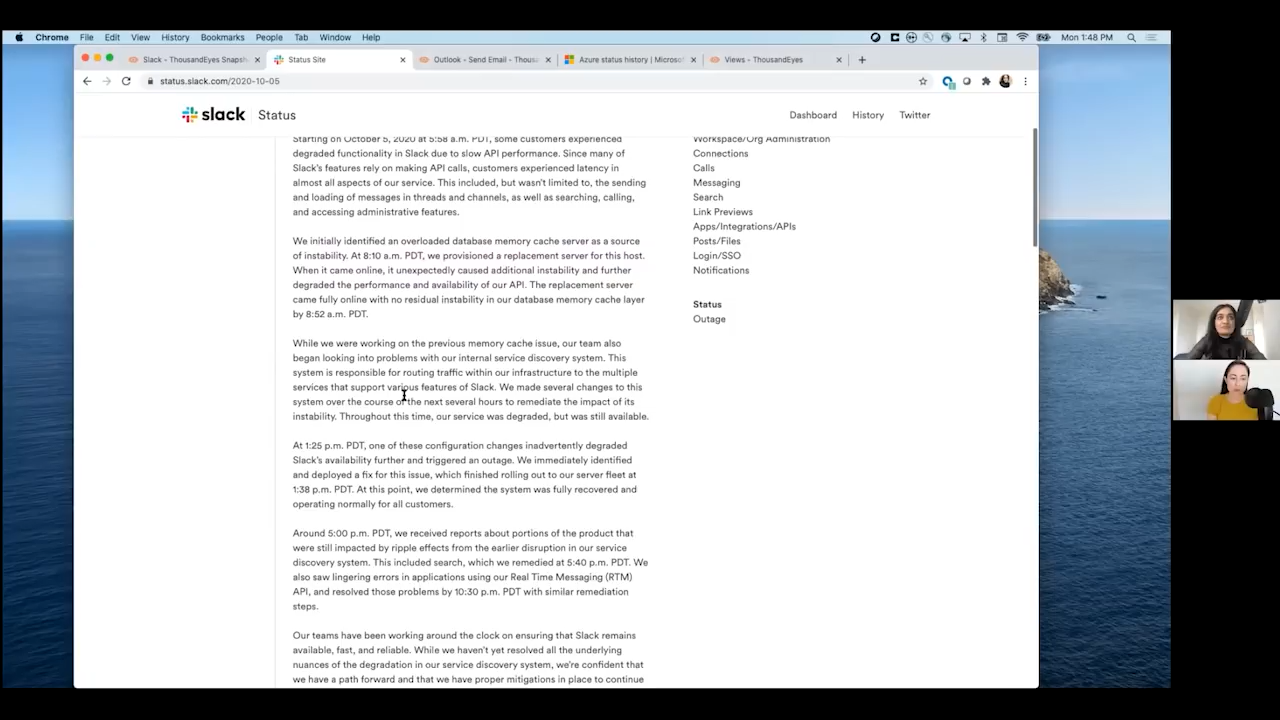 Chrome File Edit View History Bookmarks People Tab Window Help Mon 1:48 PM
Slack - ThousandEyes Snapsh Status Site Outlook - Send Email - Thous Azure status history | Microsof Views - ThousandEyes
status.slack.com/2020-10-05
slack Status Dashboard History Twitter
Starting on October 5, 2020 at 5:58 a.m. PDT, some customers experienced
degraded functionality in Slack due to slow API performance. Since many of
Slack's features rely on making API calls, customers experienced latency in
almost all aspects of our service. This included, but wasn't limited to, the sending
and loading of messages in threads and channels, as well as searching, calling,
and accessing administrative features.
We initially identified an overloaded database memory cache server as a source
of instability. At 8:10 a.m. PDT, we provisioned a replacement server for this host.
When it came online, it unexpectedly caused additional instability and further
degraded the performance and availability of our API. The replacement server
came fully online with no residual instability in our database memory cache layer
by 8:52 a.m. PDT.
While we were working on the previous memory cache issue, our team also
began looking into problems with our internal service discovery system. This
system is responsible for routing traffic within our infrastructure to the multiple
services that support various features of Slack. We made several changes to this
system over the course of the next several hours to remediate the impact of its
instability. Throughout this time, our service was degraded, but was still available.
At 1:25 p.m. PDT, one of these configuration changes inadvertently degraded
Slack's availability further and triggered an outage. We immediately identified
and deployed a fix for this issue, which finished rolling out to our server fleet at
1:38 p.m. PDT. At this point, we determined the system was fully recovered and
operating normally for all customers.
Around 5:00 p.m. PDT, we received reports about portions of the product that
were still impacted by ripple effects from the earlier disruption in our service
discovery system. This included search, which we remedied at 5:40 p.m. PDT. We
also saw lingering errors in applications using our Real Time Messaging (RTM)
API, and resolved those problems by 10:30 p.m. PDT with similar remediation
steps.
Our teams have been working around the clock on ensuring that Slack remains
available, fast, and reliable. While we haven't yet resolved all the underlying
nuances of the degradation in our service discovery system, we're confident that
we have a path forward and that we have proper mitigations in place to continue
Workspace/Org Administration
Connections
Calls
Messaging
Search
Link Previews
Apps/Integrations/APIs
Posts/Files
Login/SSO
Notifications
Status
Outage